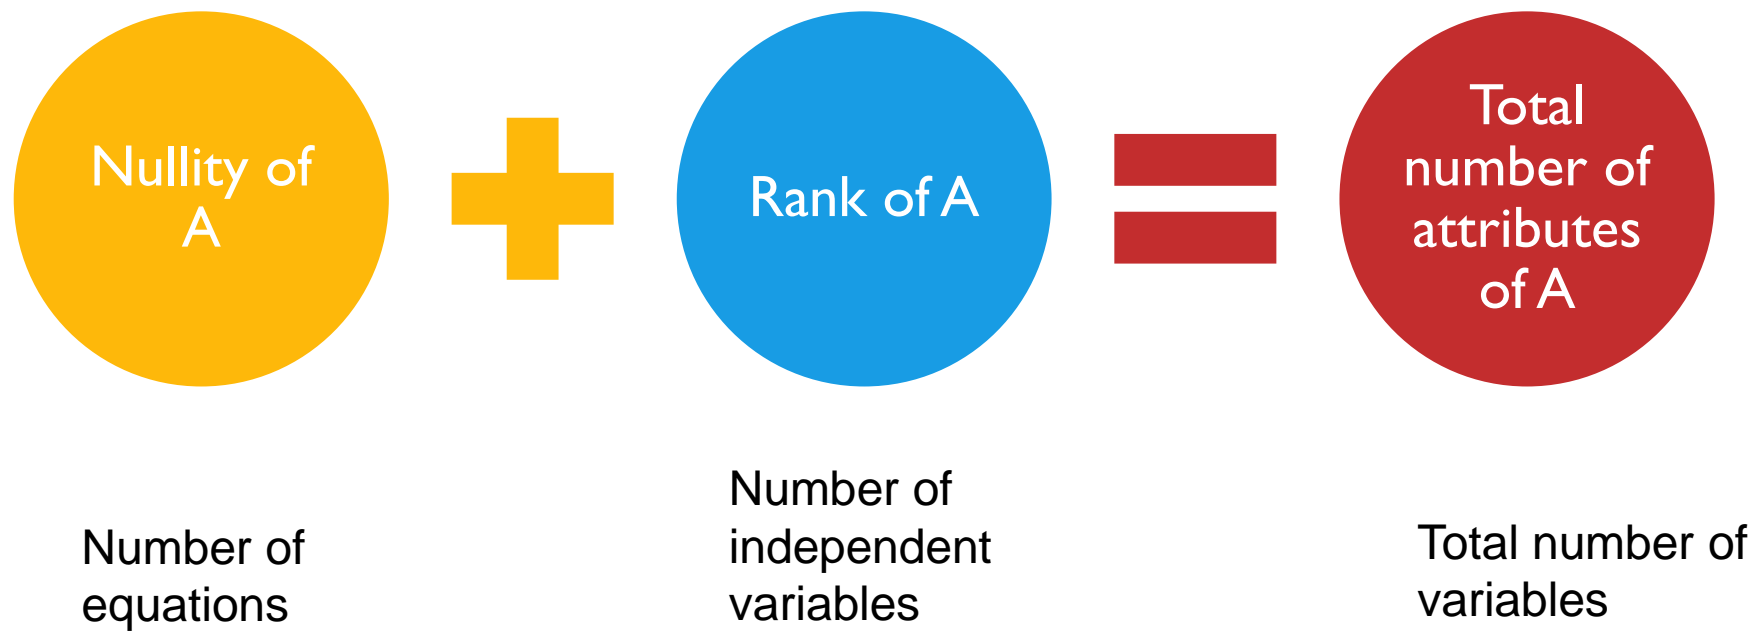 Nullity of
A
Rank of A
Total
number of
attributes
of A
Number of
equations
Number of
independent
variables
Total number of
variables